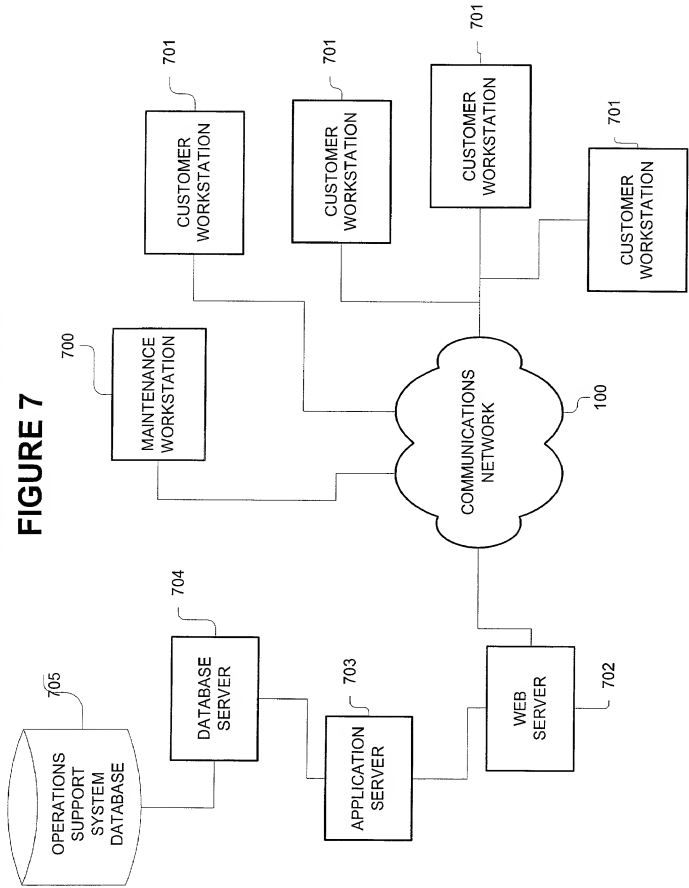 FIGURE 7
705
OPERATIONS
SUPPORT
SYSTEM
DATABASE
704
DATABASE
SERVER
703
APPLICATION
SERVER
WEB
SERVER
702
700
MAINTENANCE
WORKSTATION
COMMUNICATIONS
NETWORK
100
701
CUSTOMER
WORKSTATION
701
CUSTOMER
WORKSTATION
701
CUSTOMER
WORKSTATION
701
CUSTOMER
WORKSTATION